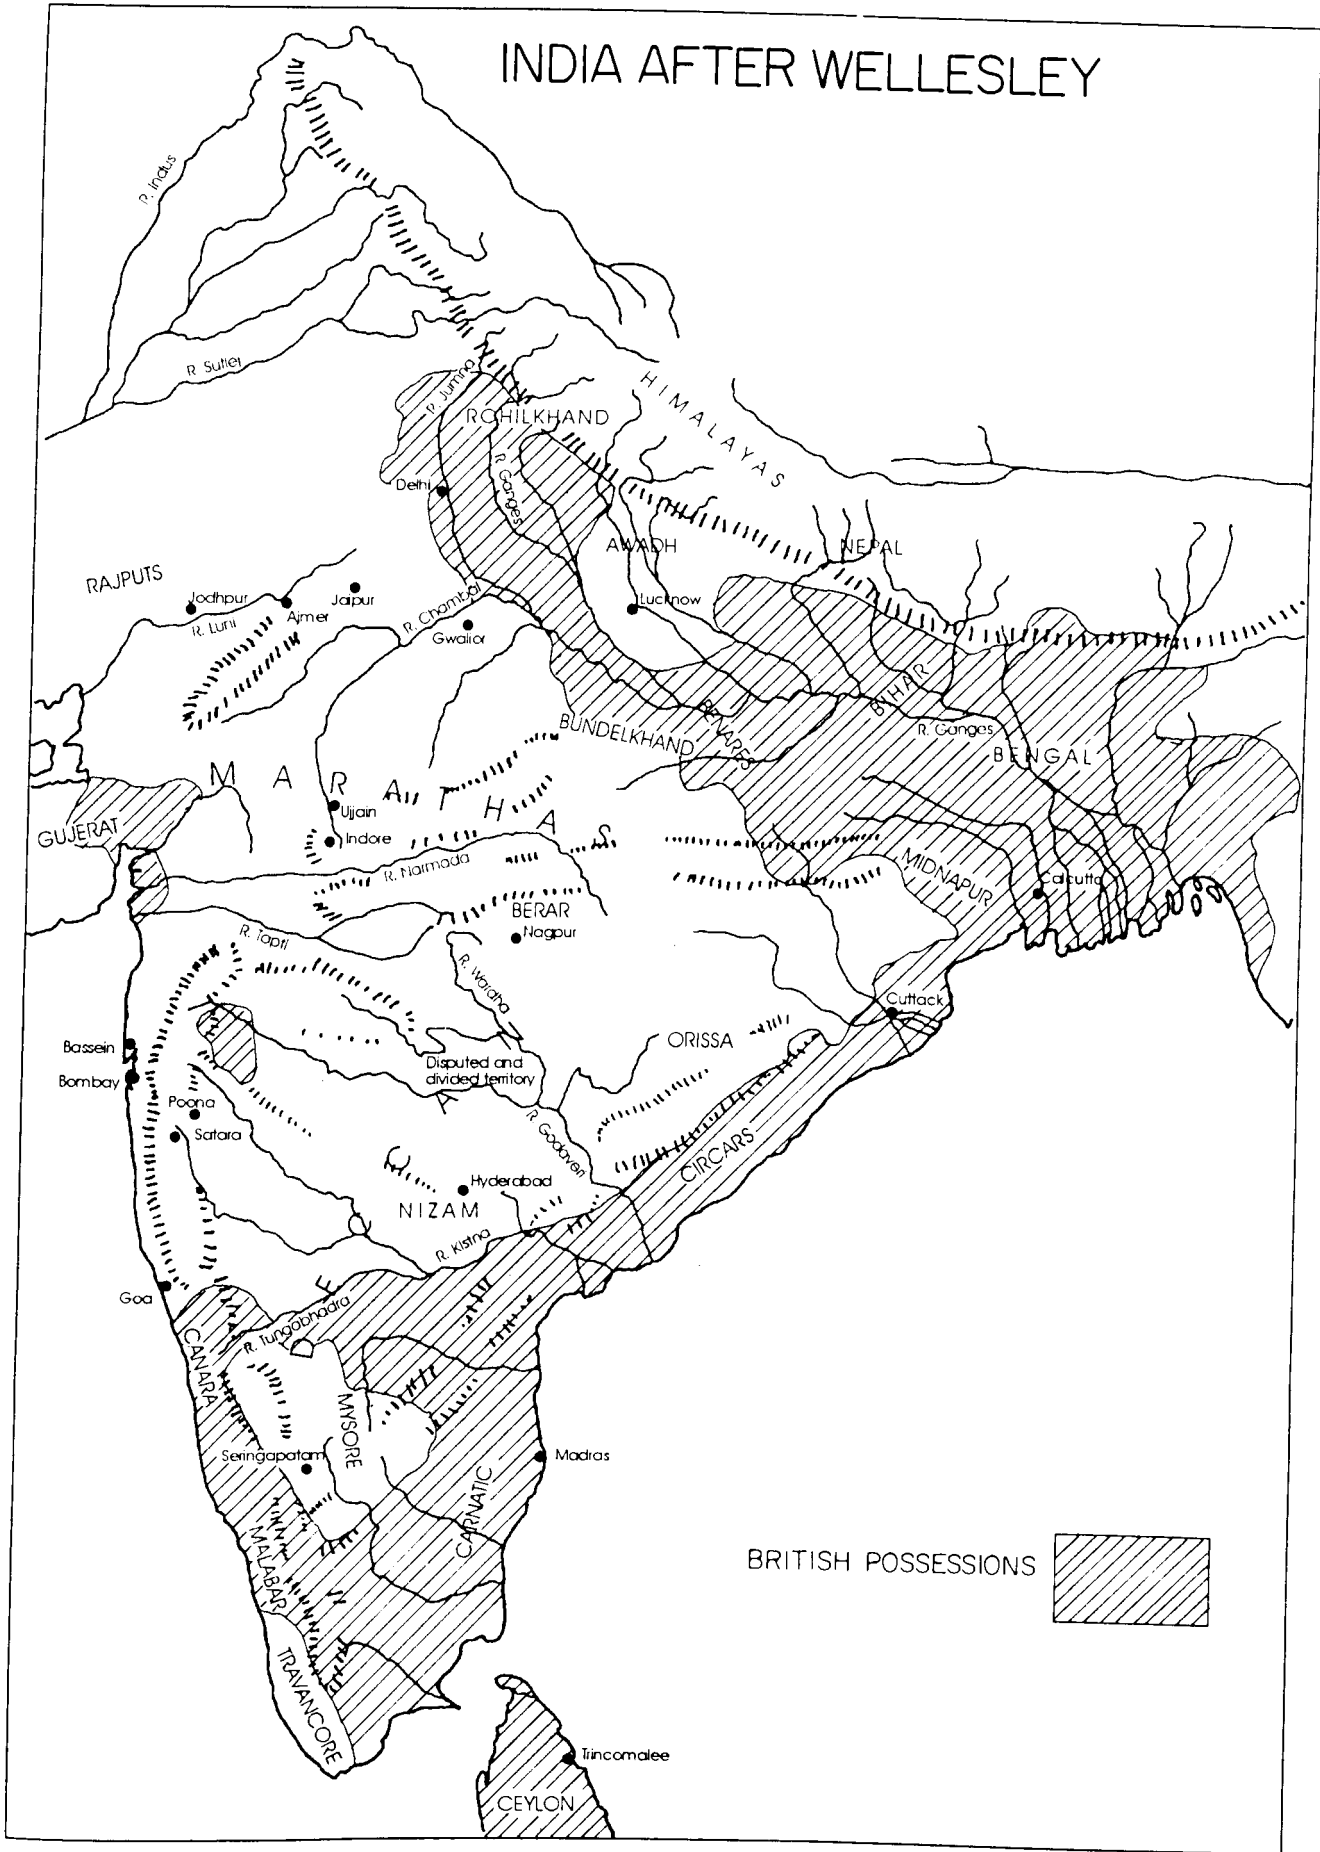 INDIA AFTER WELLESLEY
R. Indus
R. Sutlej
R. Jumna
HIMALAYAS
ROHILKHAND
R. Ganges
Delhi
AWADH
NEPAL
RAJPUTS
Jodhpur
Ajmer
Jaipur
R. Luni
R. Chambal
Gwalior
Lucknow
BIHAR
BENARES
BUNDELKHAND
R. Ganges
BENGAL
MARATHAS
Ujjain
Indore
GUJERAT
R. Narmada
MIDNAPUR
Calcutta
BERAR
Nagpur
R. Tapti
R. Wardha
Cuttack
ORISSA
Bassein
Bombay
Disputed and
divided territory
Poona
Satara
R. Godaveri
CIRCARS
Hyderabad
NIZAM
R. Kistna
DECCA
Goa
R. Tungabhadra
CANARA
MYSORE
Seringapatam
Madras
CARNATIC
MALABAR
BRITISH POSSESSIONS
TRAVANCORE
Trincomalee
CEYLON